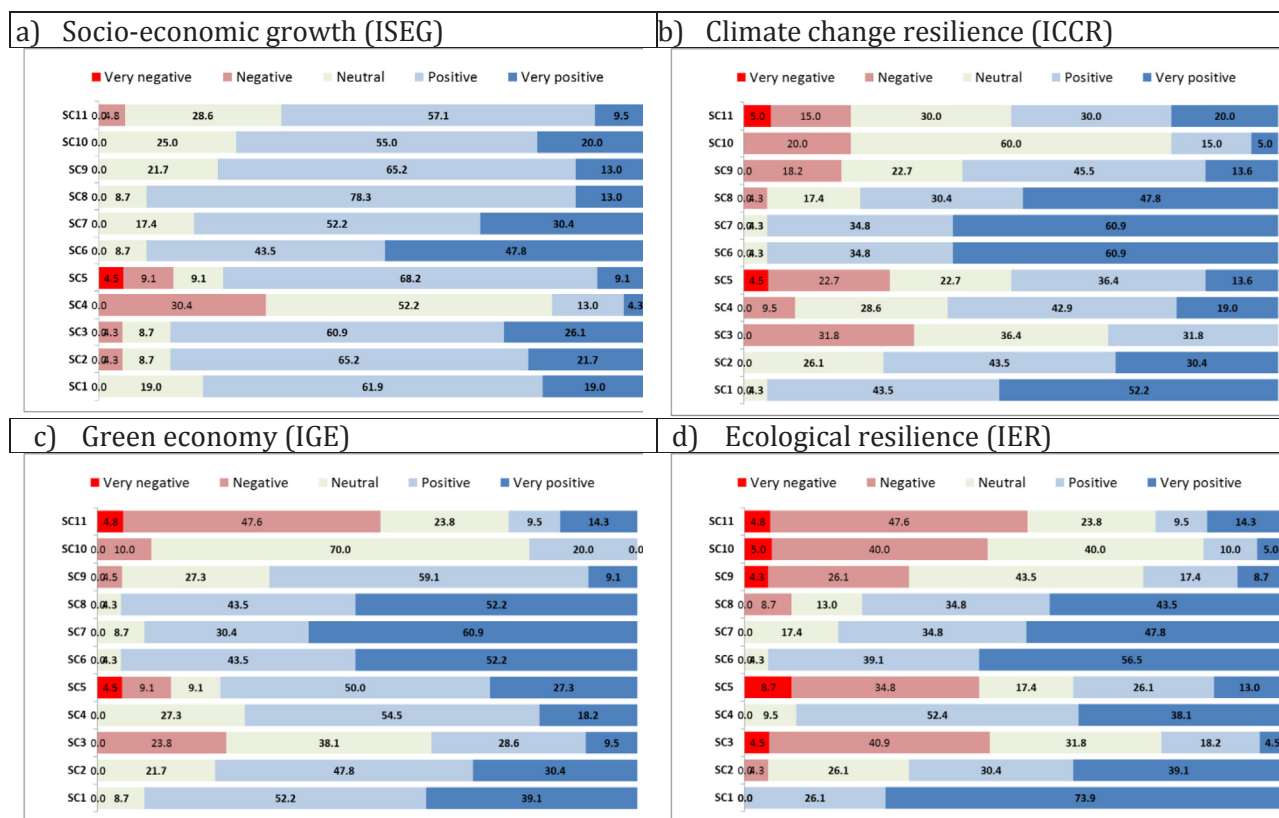 a) Socio-economic growth (ISEG)
Very negative Negative Neutral Positive Very positive
SC11 0.0 4.8 28.6 57.1 9.5
SC10 0.0 25.0 55.0 20.0
SC9 0.0 21.7 65.2 13.0
SC8 0.0 8.7 78.3 13.0
SC7 0.0 17.4 52.2 30.4
SC6 0.0 8.7 43.5 47.8
SC5 4.5 9.1 9.1 68.2 9.1
SC4 0.0 30.4 52.2 13.0 4.3
SC3 0.0 4.3 8.7 60.9 26.1
SC2 0.0 4.3 8.7 65.2 21.7
SC1 0.0 19.0 61.9 19.0
b) Climate change resilience (ICCR)
Very negative Negative Neutral Positive Very positive
SC11 5.0 15.0 30.0 30.0 20.0
SC10 20.0 60.0 15.0 5.0
SC9 0.0 18.2 22.7 45.5 13.6
SC8 0.0 4.3 17.4 30.4 47.8
SC7 0.0 4.3 34.8 60.9
SC6 0.0 4.3 34.8 60.9
SC5 4.5 22.7 22.7 36.4 13.6
SC4 0.0 9.5 28.6 42.9 19.0
SC3 0.0 31.8 36.4 31.8
SC2 0.0 26.1 43.5 30.4
SC1 0.0 4.3 43.5 52.2
c) Green economy (IGE)
Very negative Negative Neutral Positive Very positive
SC11 4.8 47.6 23.8 9.5 14.3
SC10 0.0 10.0 70.0 20.0 0.0
SC9 0.0 4.5 27.3 59.1 9.1
SC8 0.0 4.3 43.5 52.2
SC7 0.0 8.7 30.4 60.9
SC6 0.0 4.3 43.5 52.2
SC5 4.5 9.1 9.1 50.0 27.3
SC4 0.0 27.3 54.5 18.2
SC3 0.0 23.8 38.1 28.6 9.5
SC2 0.0 21.7 47.8 30.4
SC1 0.0 8.7 52.2 39.1
d) Ecological resilience (IER)
Very negative Negative Neutral Positive Very positive
SC11 4.8 47.6 23.8 9.5 14.3
SC10 5.0 40.0 40.0 10.0 5.0
SC9 4.3 26.1 43.5 17.4 8.7
SC8 0.0 8.7 13.0 34.8 43.5
SC7 0.0 17.4 34.8 47.8
SC6 0.0 4.3 39.1 56.5
SC5 8.7 34.8 17.4 26.1 13.0
SC4 0.0 9.5 52.4 38.1
SC3 4.5 40.9 31.8 18.2 4.5
SC2 0.0 4.3 26.1 30.4 39.1
SC1 0.0 26.1 73.9